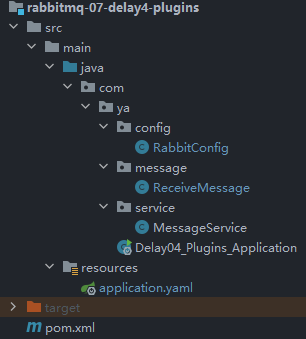 rabbitmq-07-delay4-plugins
src
main
java
com
ya
config
RabbitConfig
message
ReceiveMessage
service
MessageService
Delay04_Plugins_Application
resources
application.yaml
target
pom.xml